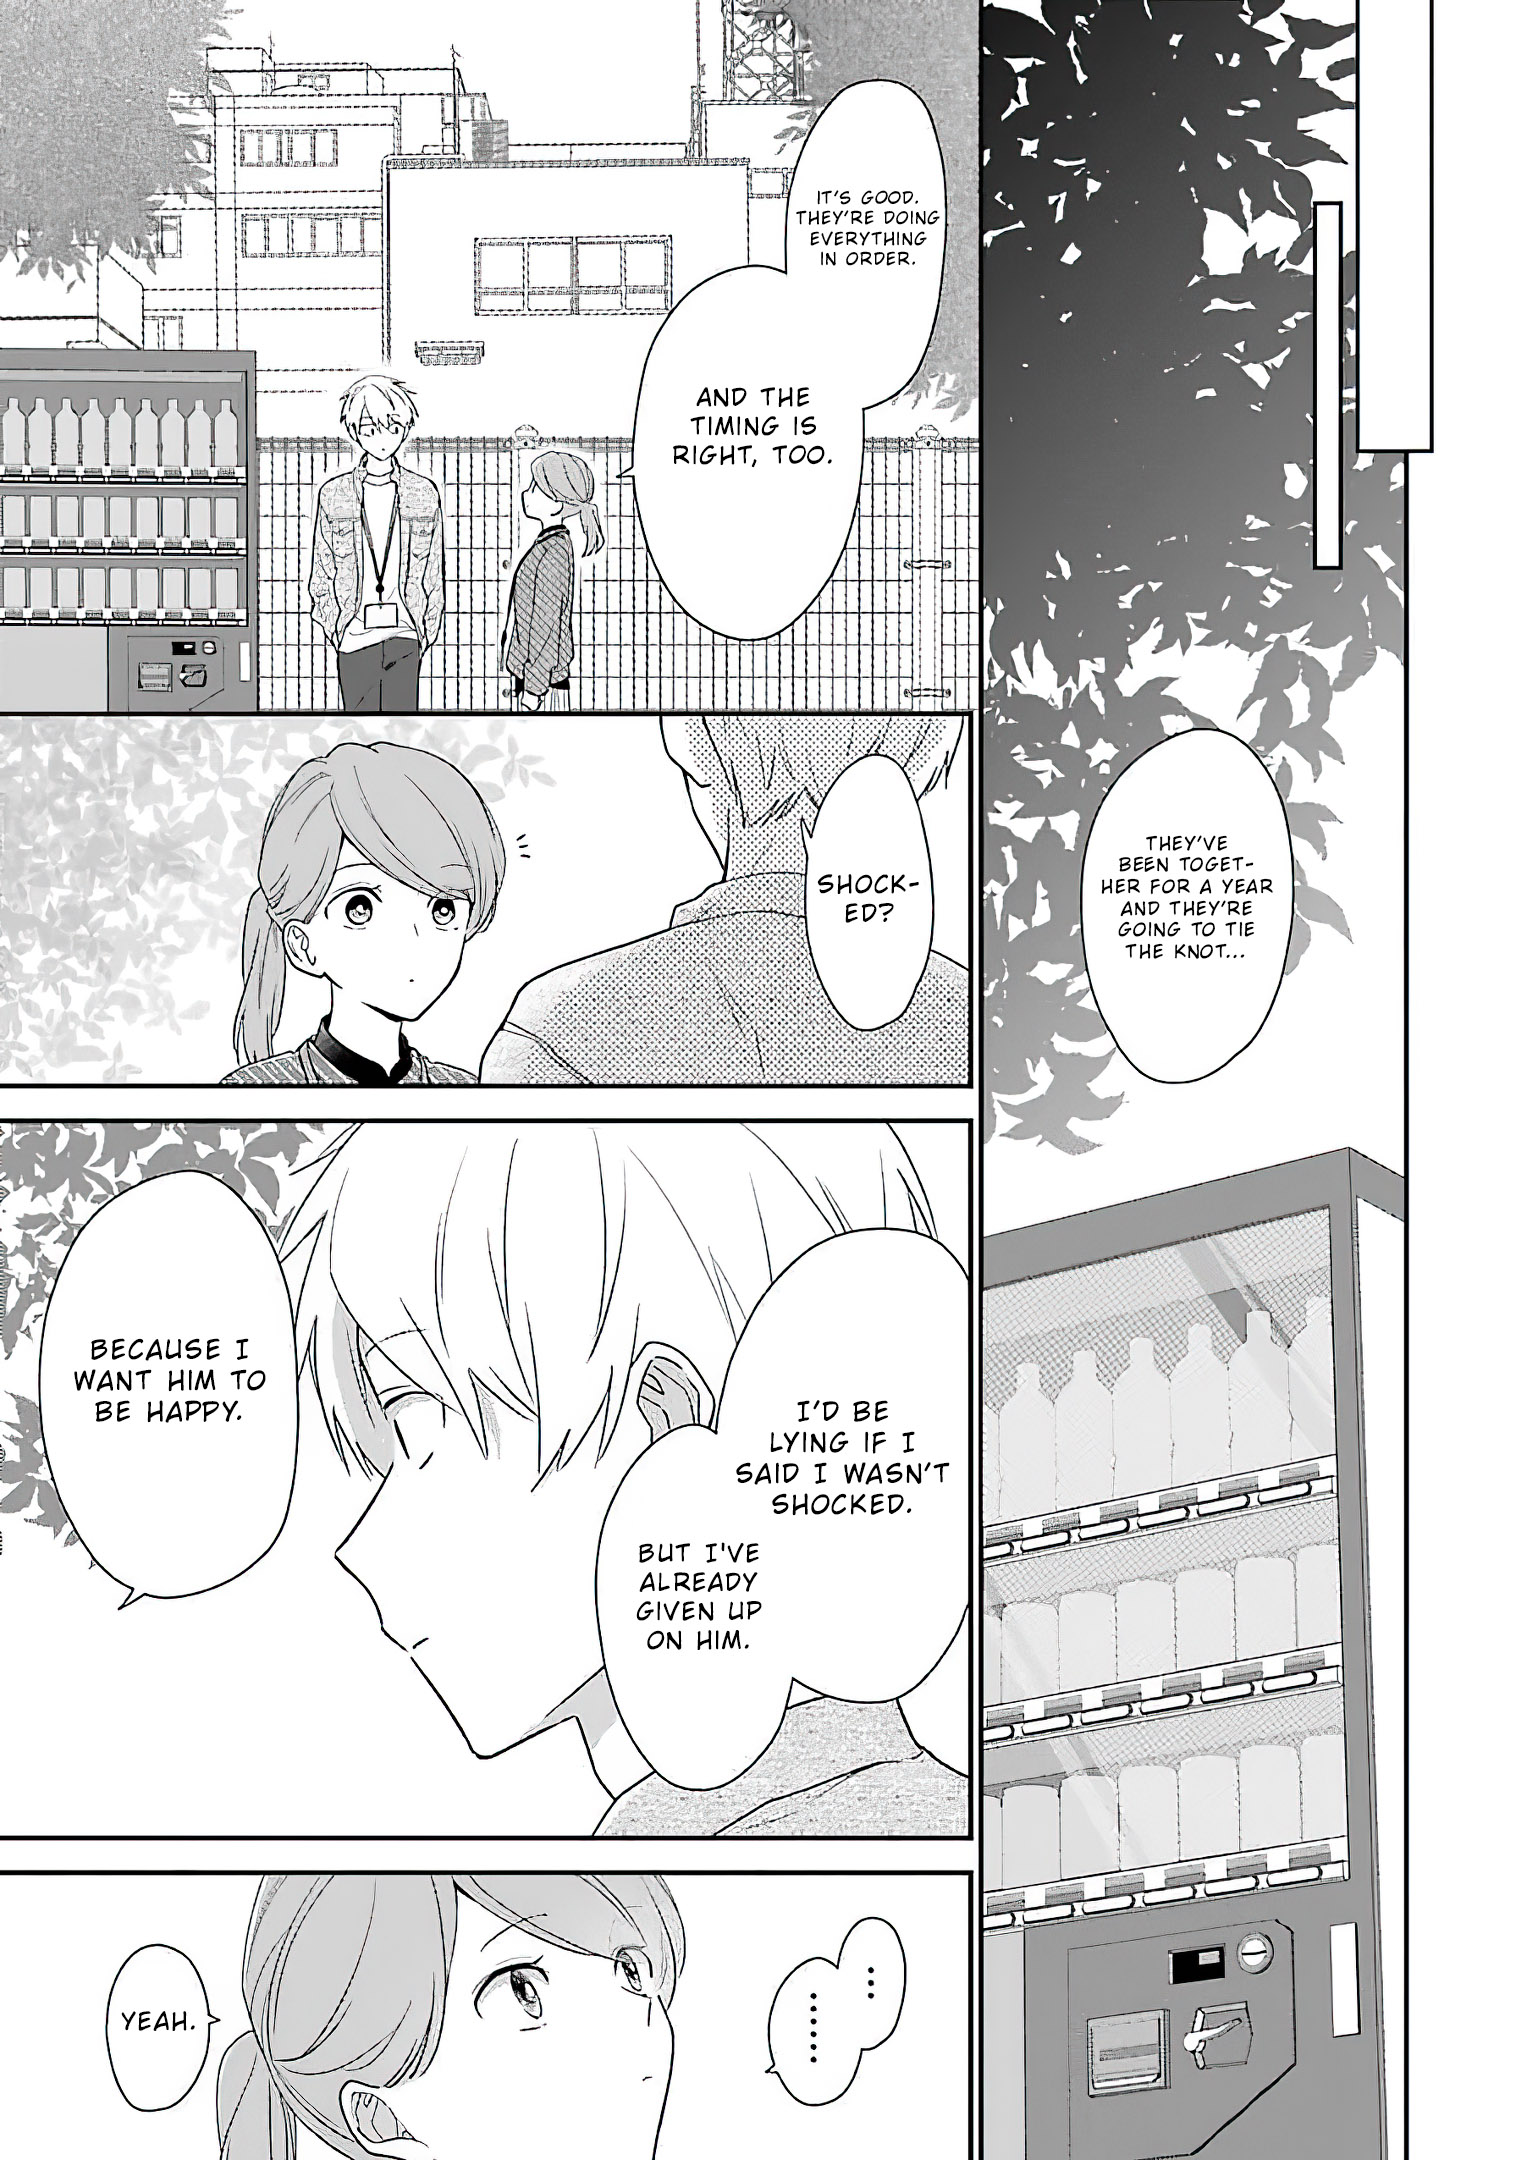 THEY'VE
BEEN TOGET-
HER FOR A YEAR
AND THEY'RE
GOING TO TIE
THE KNOT...
IT'S GOOD.
THEY'RE DOING
EVERYTHING
IN ORDER.
AND THE
TIMING IS
RIGHT, TOO.
SHOCK-
ED?
I'D BE
LYING IF I
SAID I WASN'T
SHOCKED.
BUT I'VE
ALREADY
GIVEN UP
ON HIM.
BECAUSE I
WANT HIM TO
BE HAPPY.
...
......
YEAH.